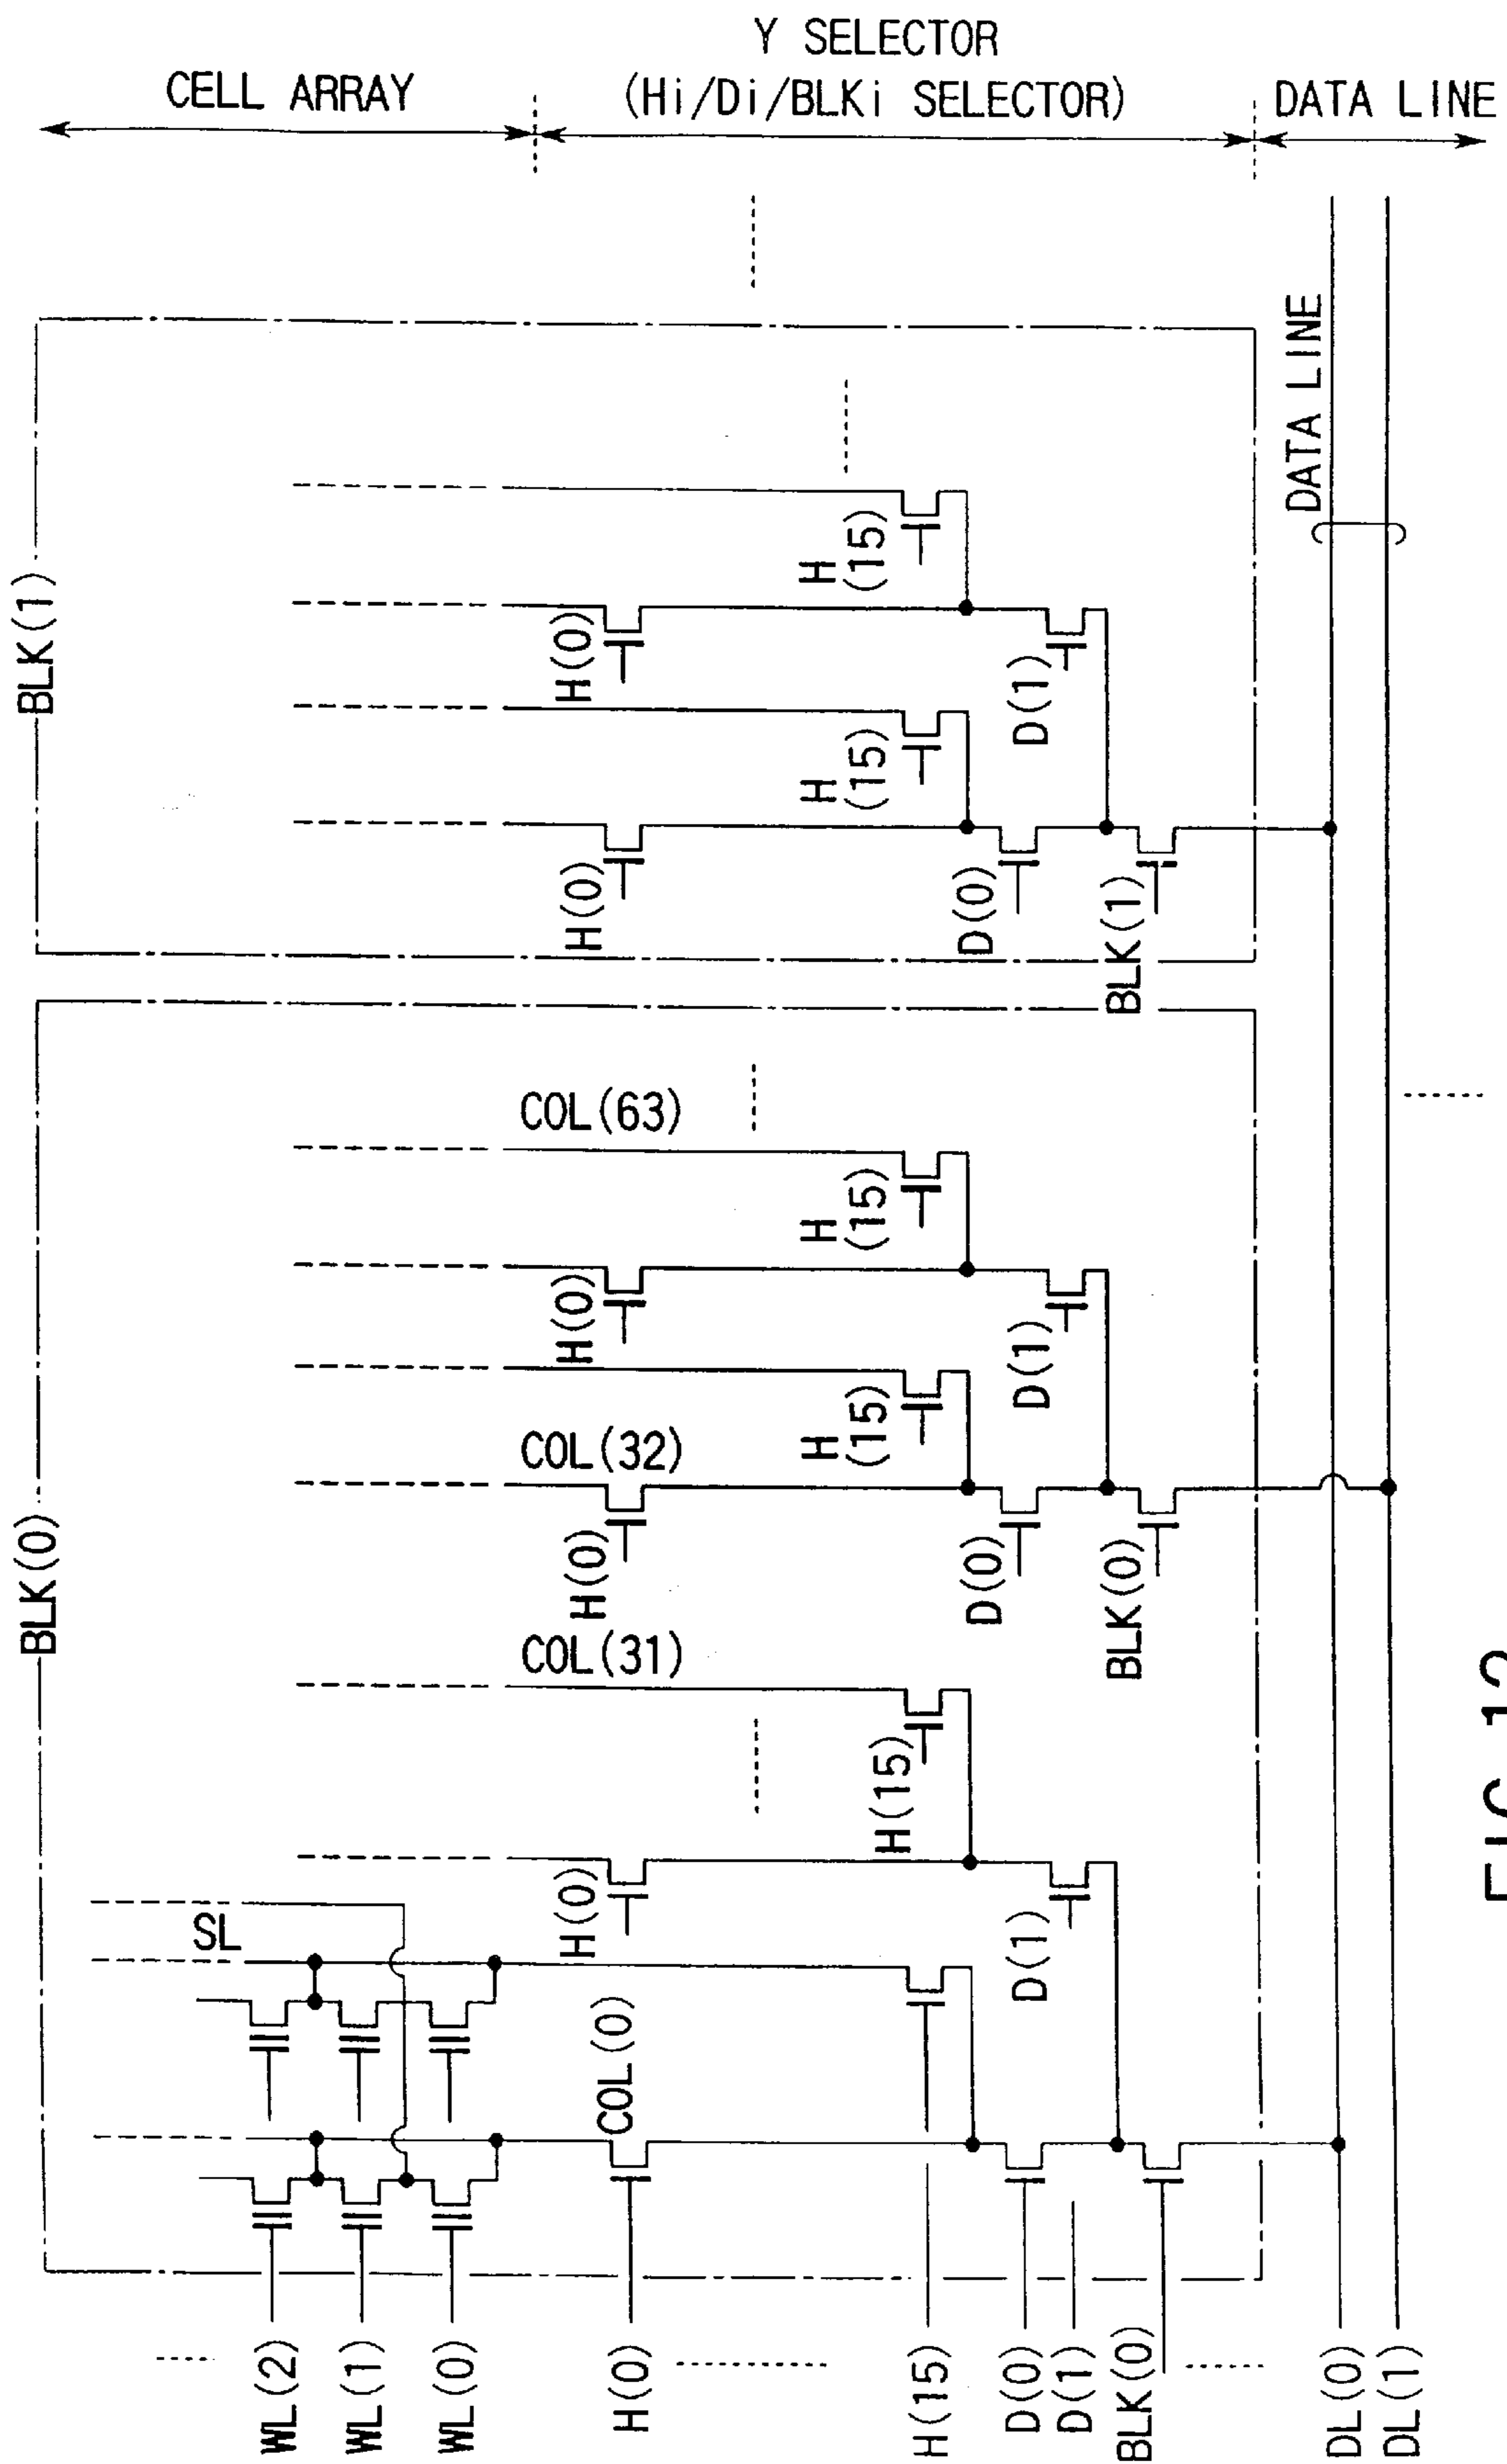 Y SELECTOR
CELL ARRAY
(Hi/Di/BLKi SELECTOR)
DATA LINE
BLK(1)
DATA LINE
H
(15)
H(0)
D(1)
H
(15)
H(0)
D(0)
BLK(1)
BLK(0)
COL(63)
H
(15)
H(0)
D(1)
H
(15)
COL(32)
H(0)
D(0)
BLK(0)
COL(31)
H(15)
H(0)
D(1)
SL
COL(0)
WL(2)
WL(1)
WL(0)
H(0)
H(15)
D(0)
D(1)
BLK(0)
DL(0)
DL(1)